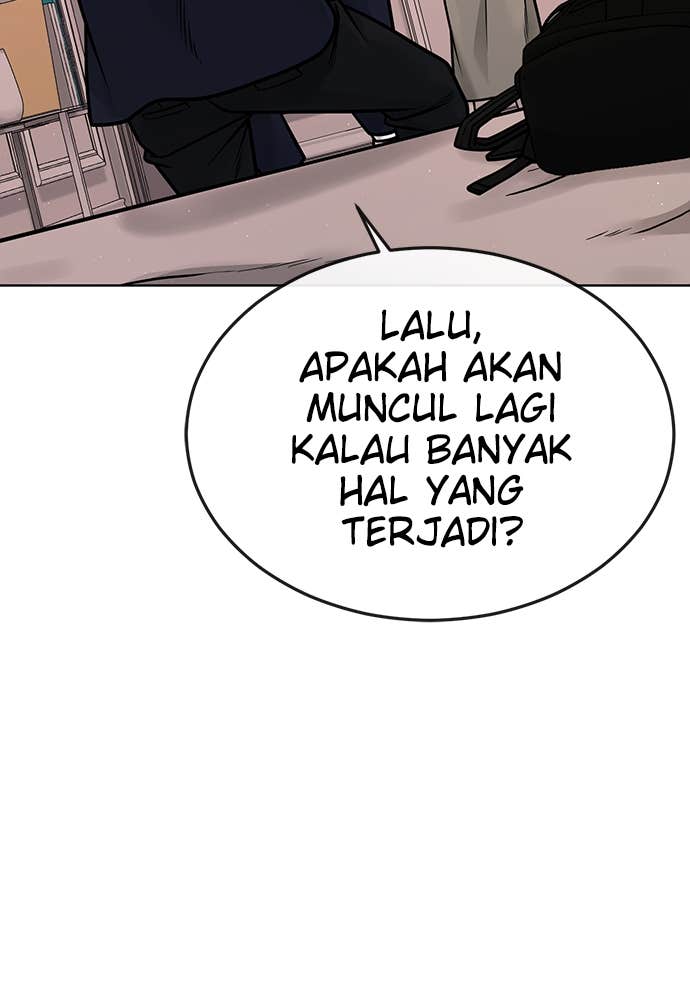 LALU,
APAKAH AKAN
MUNCUL LAGI
KALAU BANYAK
HAL YANG
TERJADI?